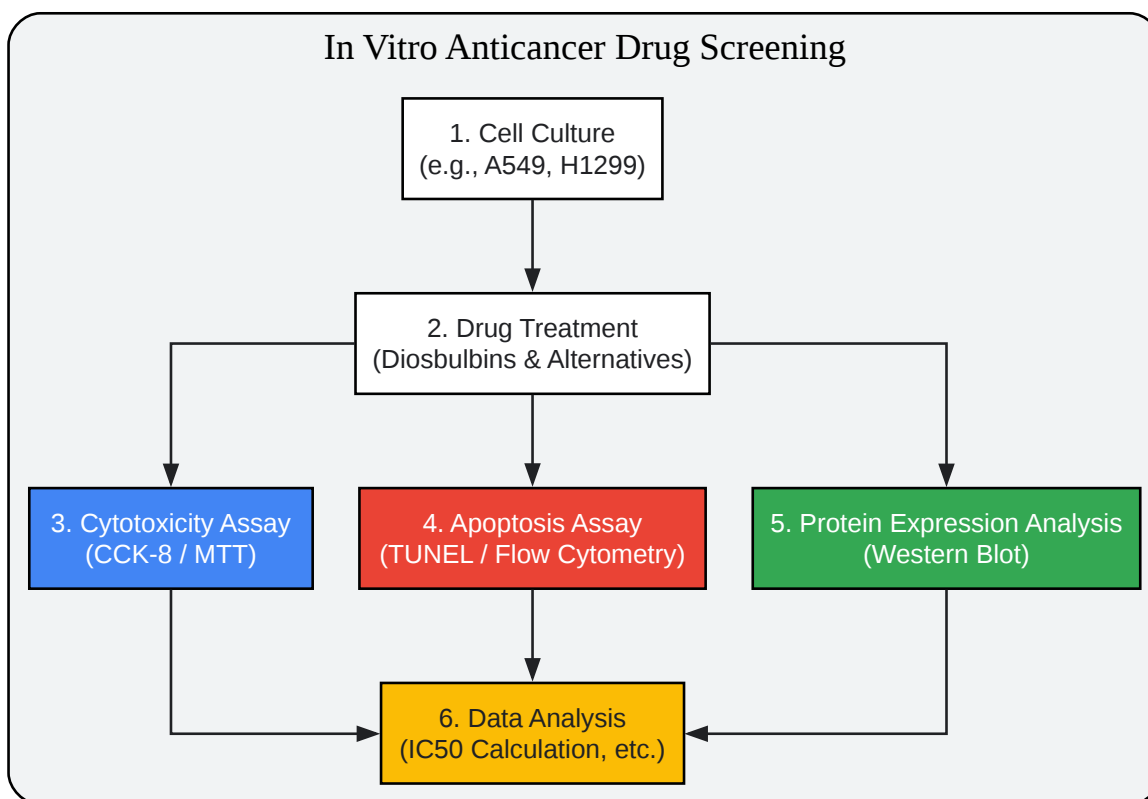 In Vitro Anticancer Drug Screening
1. Cell Culture
(e.g., A549, H1299)
2. Drug Treatment
(Diosbulbins & Alternatives)
3. Cytotoxicity Assay
(CCK-8 / MTT)
4. Apoptosis Assay
(TUNEL / Flow Cytometry)
5. Protein Expression Analysis
(Western Blot)
6. Data Analysis
(IC50 Calculation, etc.)